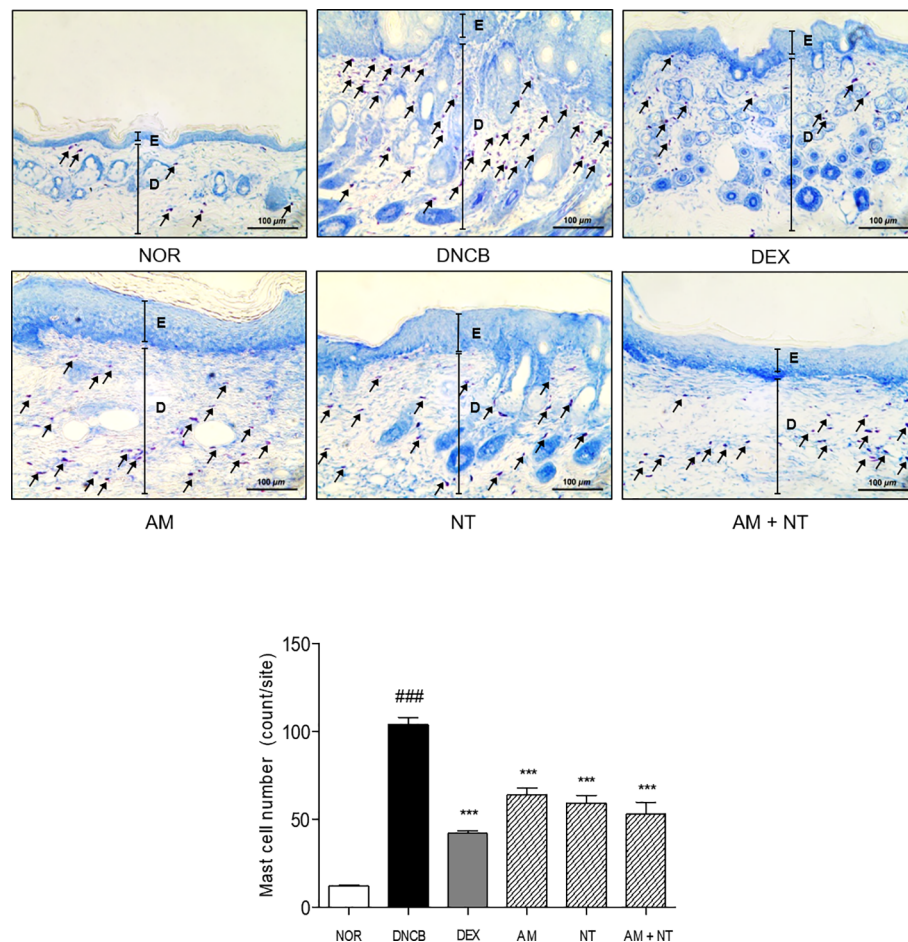 E
D
100 µm
NOR
E
D
100 µm
DNCB
E
D
100 µm
DEX
E
D
100 µm
AM
E
D
100 µm
NT
E
D
100 µm
AM + NT
Mast cell number (count/site)
150
100
50
0
###
***
***
***
***
NOR
DNCB
DEX
AM
NT
AM + NT